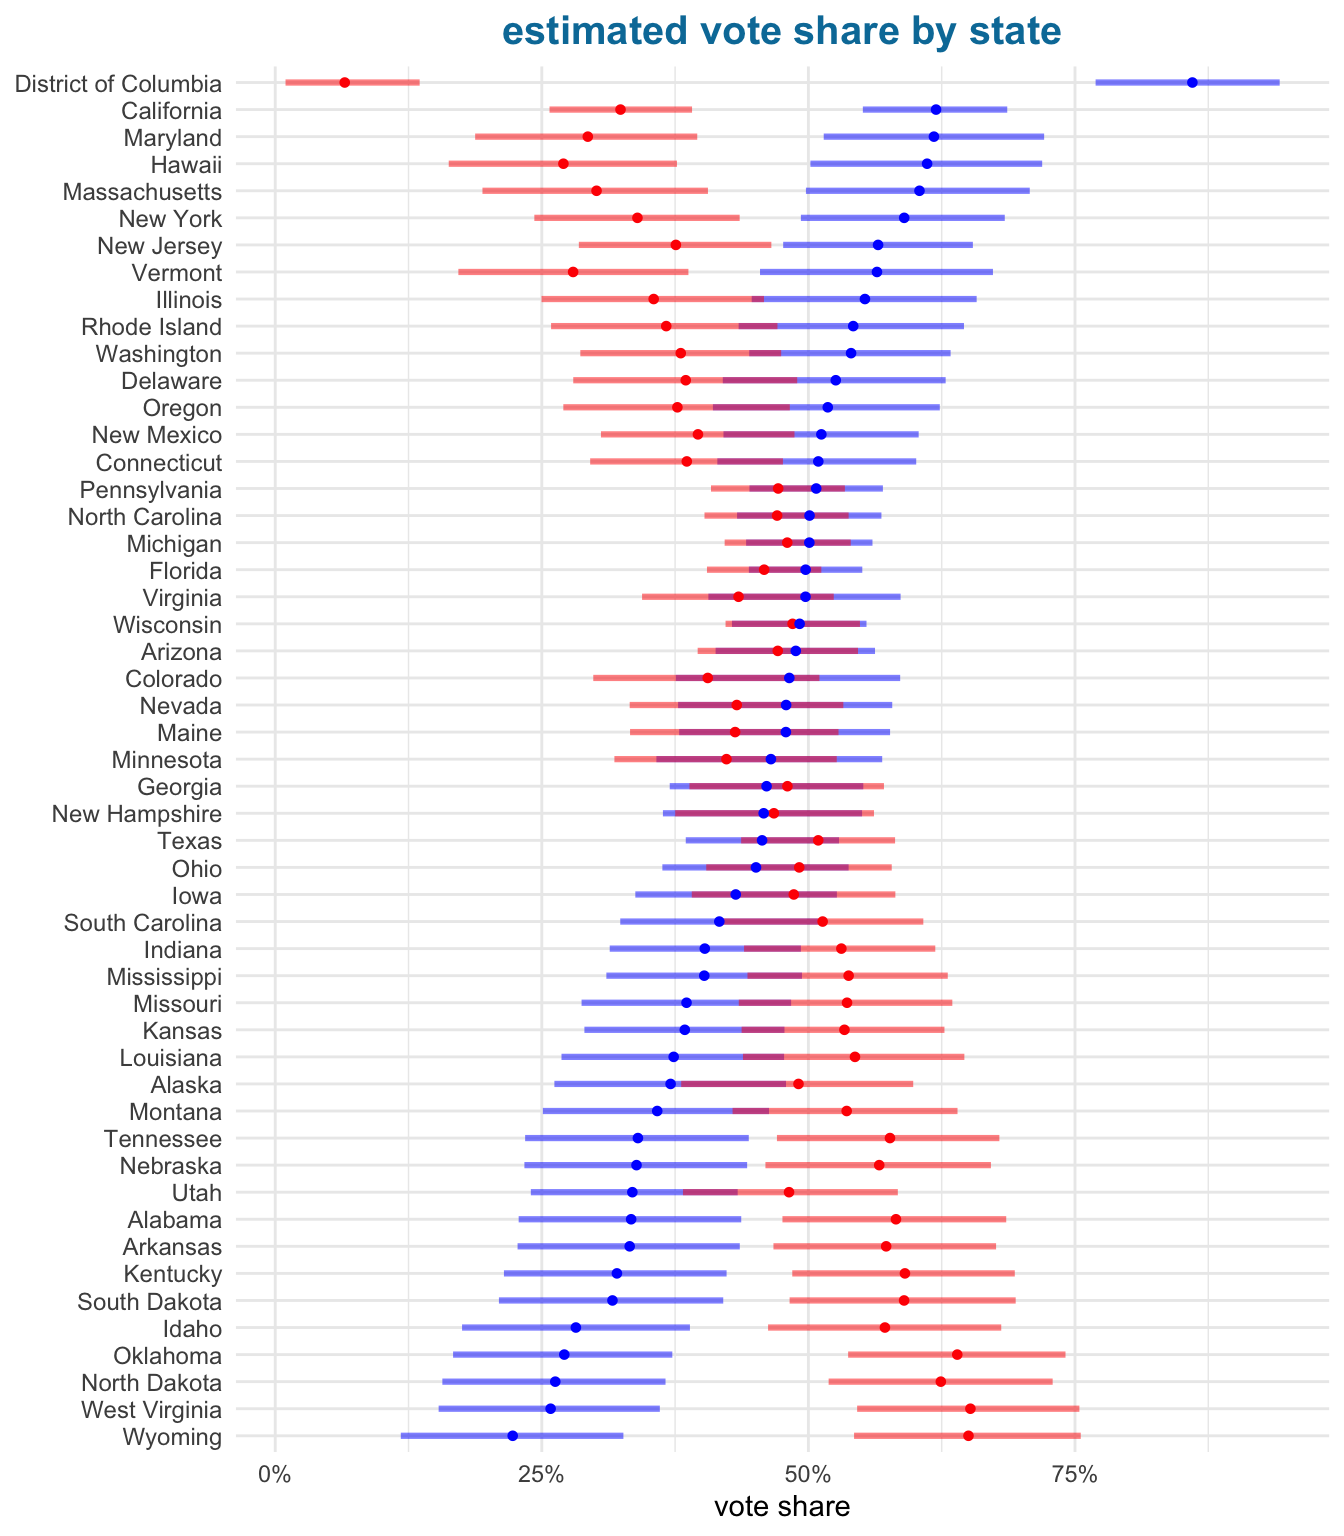 estimated vote share by state
District of Columbia
California
Maryland
Hawaii
Massachusetts
New York
New Jersey
Vermont
Illinois
Rhode Island
Washington
Delaware
Oregon
New Mexico
Connecticut
Pennsylvania
North Carolina
Michigan
Florida
Virginia
Wisconsin
Arizona
Colorado
Nevada
Maine
Minnesota
Georgia
New Hampshire
Texas
Ohio
Iowa
South Carolina
Indiana
Mississippi
Missouri
Kansas
Louisiana
Alaska
Montana
Tennessee
Nebraska
Utah
Alabama
Arkansas
Kentucky
South Dakota
Idaho
Oklahoma
North Dakota
West Virginia
Wyoming
0% 25% 50% 75%
vote share